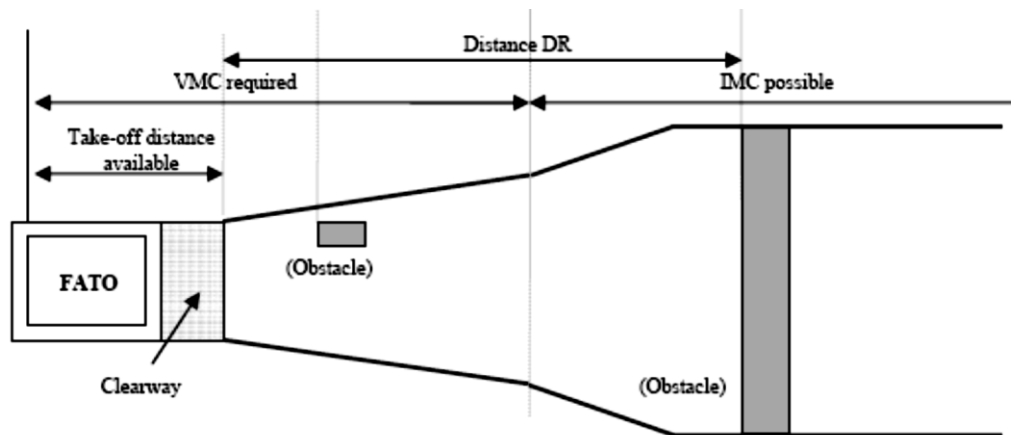 Distance DR
VMC required
IMC possible
Take-off distance
available
(Obstacle)
FATO
Clearway
(Obstacle)